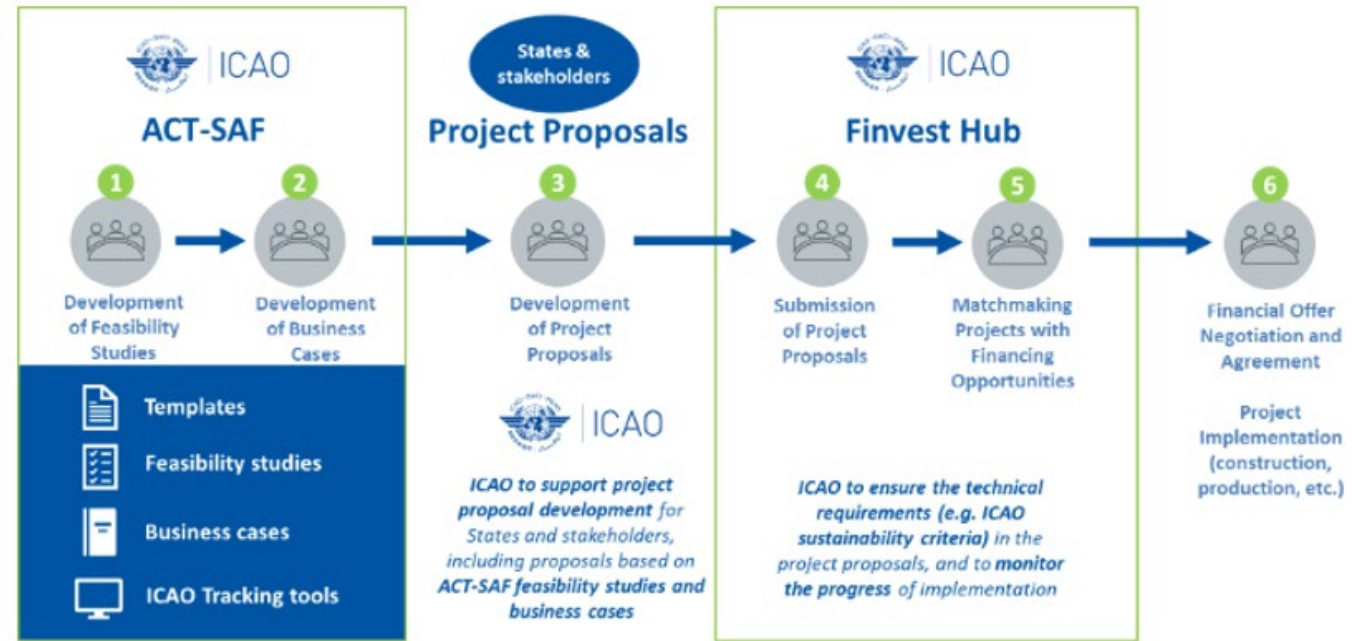 ICAO
ACT-SAF
1
Development
of Feasibility
Studies
2
Development
of Business
Cases
Templates
Feasibility studies
Business cases
ICAO Tracking tools
States &
stakeholders
Project Proposals
3
Development
of Project
Proposals
ICAO
ICAO to support project
proposal development for
States and stakeholders,
including proposals based on
ACT-SAF feasibility studies and
business cases
ICAO
Finvest Hub
4
Submission
of Project
Proposals
5
Matchmaking
Projects with
Financing
Opportunities
ICAO to ensure the technical
requirements (e.g. ICAO
sustainability criteria) in the
project proposals, and to monitor
the progress of implementation
6
Financial Offer
Negotiation and
Agreement
Project
Implementation
(construction,
production, etc.)